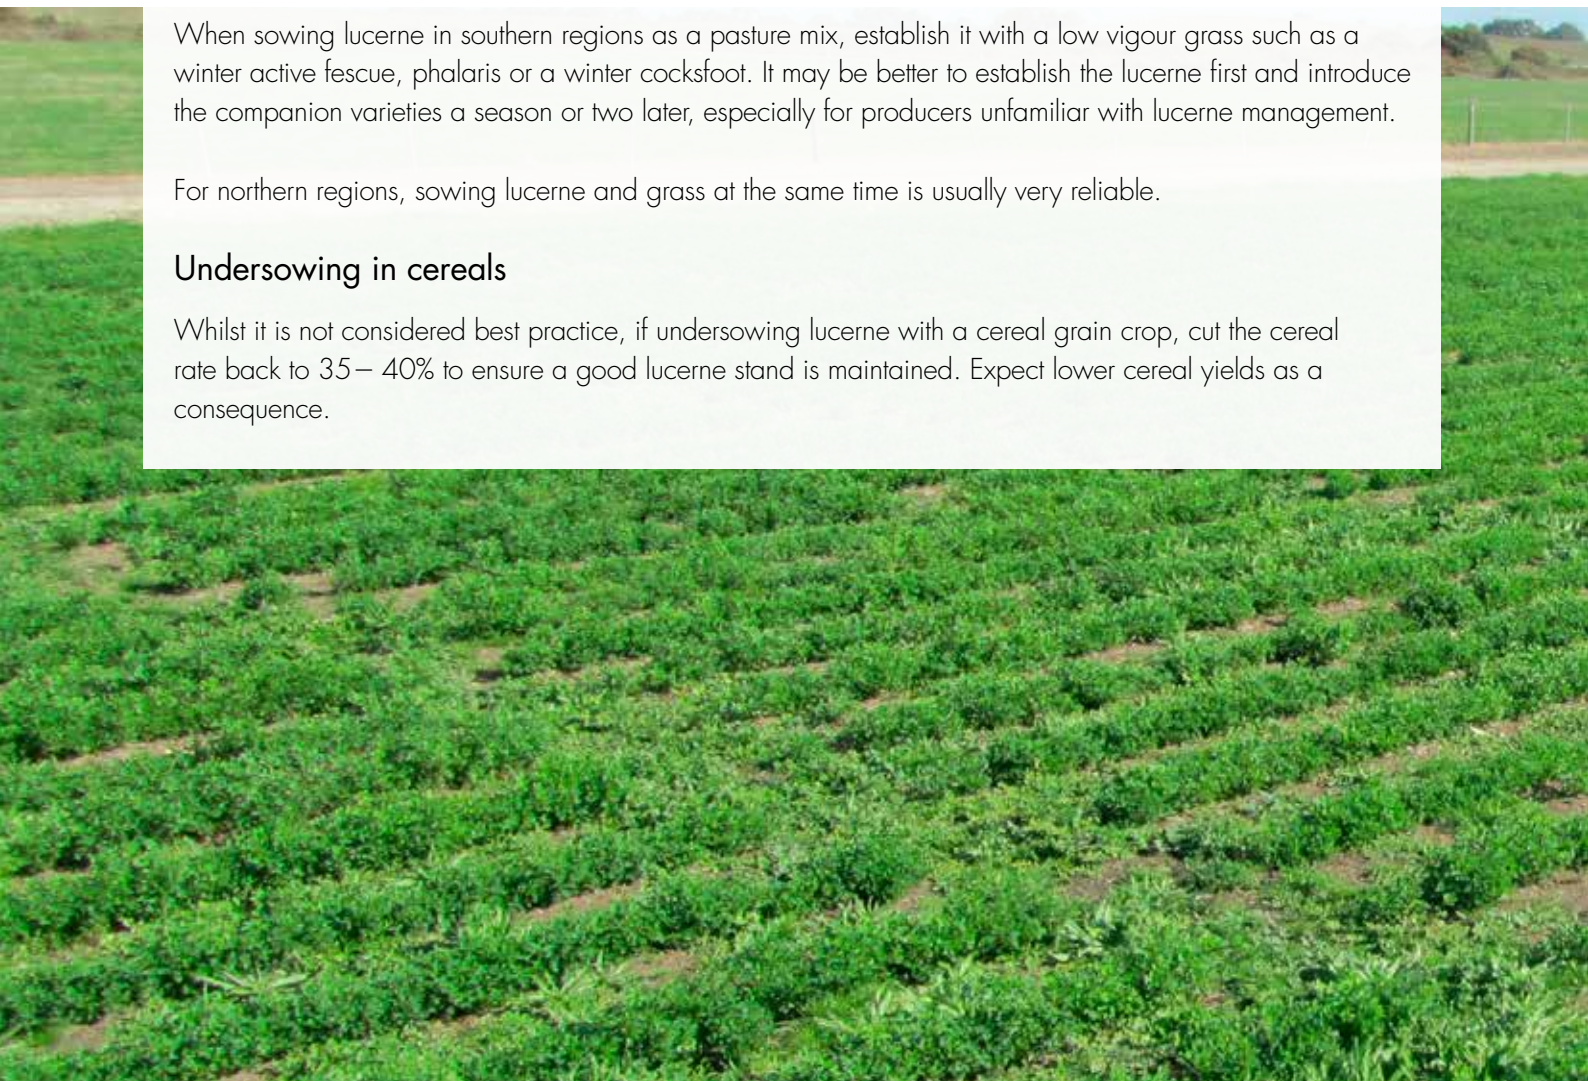 When sowing lucerne in southern regions as a pasture mix, establish it with a low vigour grass such as a
winter active fescue, phalaris or a winter cocksfoot. It may be better to establish the lucerne first and introduce
the companion varieties a season or two later, especially for producers unfamiliar with lucerne management.
For northern regions, sowing lucerne and grass at the same time is usually very reliable.
Undersowing in cereals
Whilst it is not considered best practice, if undersowing lucerne with a cereal grain crop, cut the cereal
rate back to 35– 40% to ensure a good lucerne stand is maintained. Expect lower cereal yields as a
consequence.